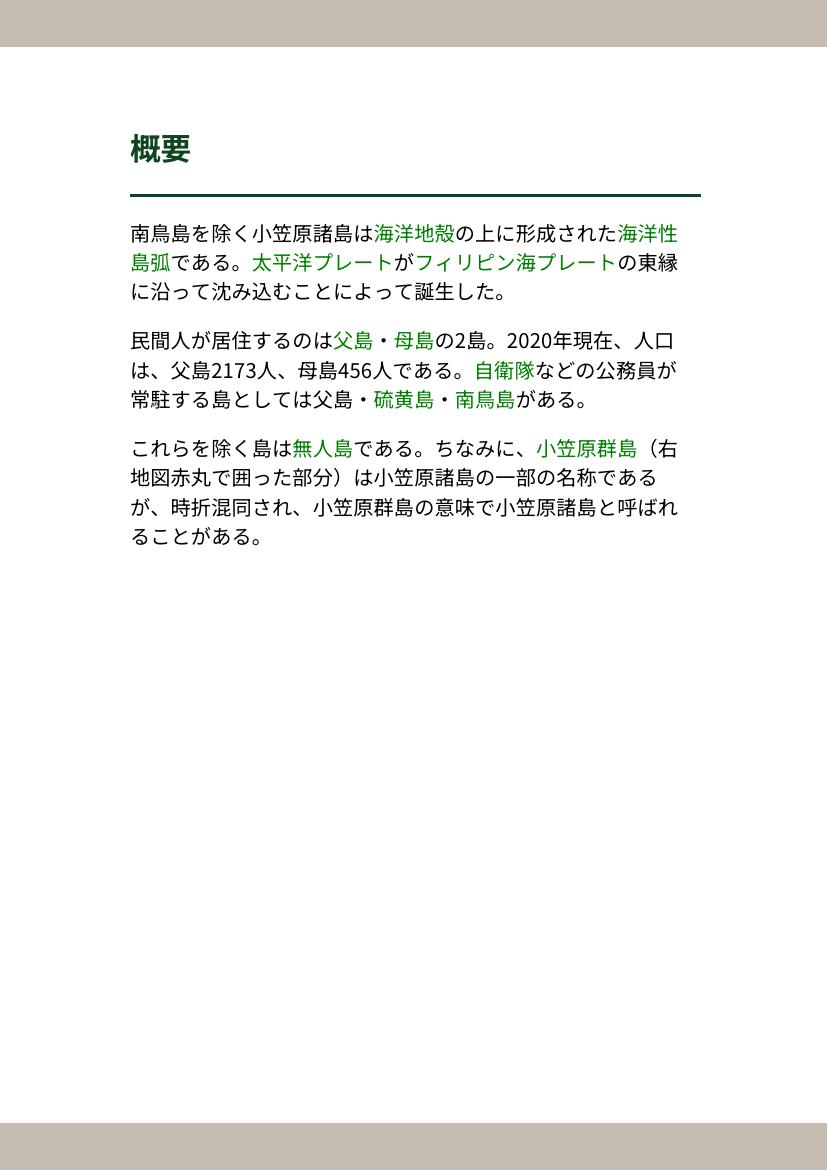 概要
南鳥島を除く小笠原諸島は海洋地殻の上に形成された海洋性
島弧である。太平洋プレートがフィリピン海プレートの東縁
に沿って沈み込むことによって誕生した。
民間人が居住するのは父島・母島の2島。2020年現在、人口
は、父島2173人、母島456人である。自衛隊などの公務員が
常駐する島としては父島・硫黄島・南鳥島がある。
これらを除く島は無人島である。ちなみに、小笠原群島（右
地図赤丸で囲った部分）は小笠原諸島の一部の名称である
が、時折混同され、小笠原群島の意味で小笠原諸島と呼ばれ
ることがある。